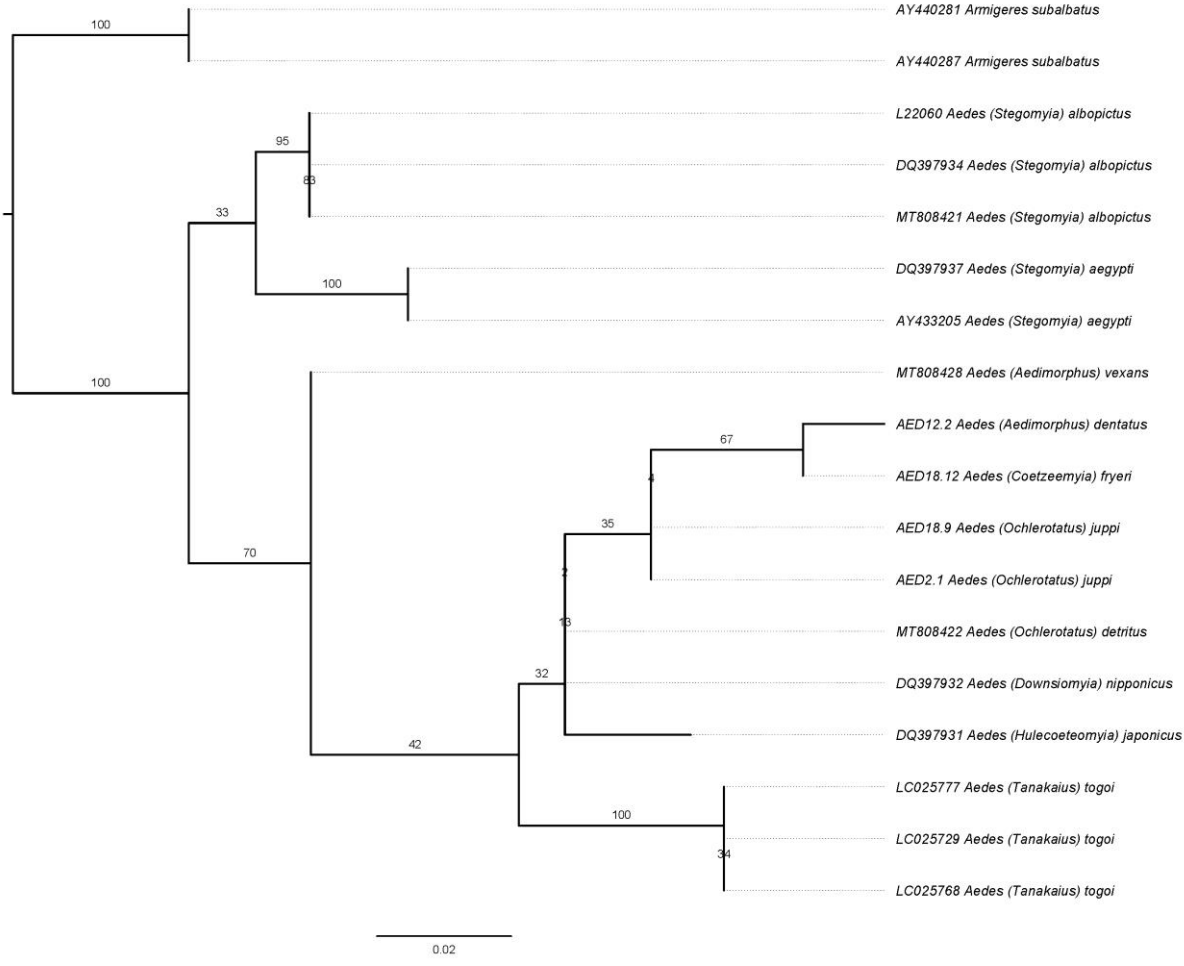 100
AY440281 Armigeres subalbatus
AY440287 Armigeres subalbatus
L22060 Aedes (Stegomyia) albopictus
95
DQ397934 Aedes (Stegomyia) albopictus
83
MT808421 Aedes (Stegomyia) albopictus
33
DQ397937 Aedes (Stegomyia) aegypti
100
AY433205 Aedes (Stegomyia) aegypti
100
MT808428 Aedes (Aedimorphus) vexans
AED12.2 Aedes (Aedimorphus) dentatus
67
AED18.12 Aedes (Coetzeemyia) fryeri
4
35
AED18.9 Aedes (Ochlerotatus) juppi
70
2
AED2.1 Aedes (Ochlerotatus) juppi
13
MT808422 Aedes (Ochlerotatus) detritus
32
DQ397932 Aedes (Downsiomyia) nipponicus
DQ397931 Aedes (Hulecoeteomyia) japonicus
42
LC025777 Aedes (Tanakaius) togoi
100
LC025729 Aedes (Tanakaius) togoi
34
LC025768 Aedes (Tanakaius) togoi
0.02